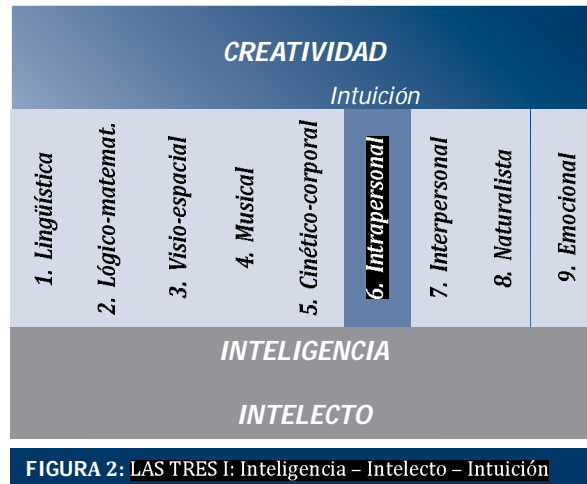 CREATIVIDAD
Intuición
1. Lingüística
2. Lógico-matemat.
3. Visio-espacial
4. Musical
5. Cinético-corporal
6. Intrapersonal
7. Interpersonal
8. Naturalista
9. Emocional
INTELIGENCIA
INTELECTO
FIGURA 2: LAS TRES I: Inteligencia – Intelecto – Intuición